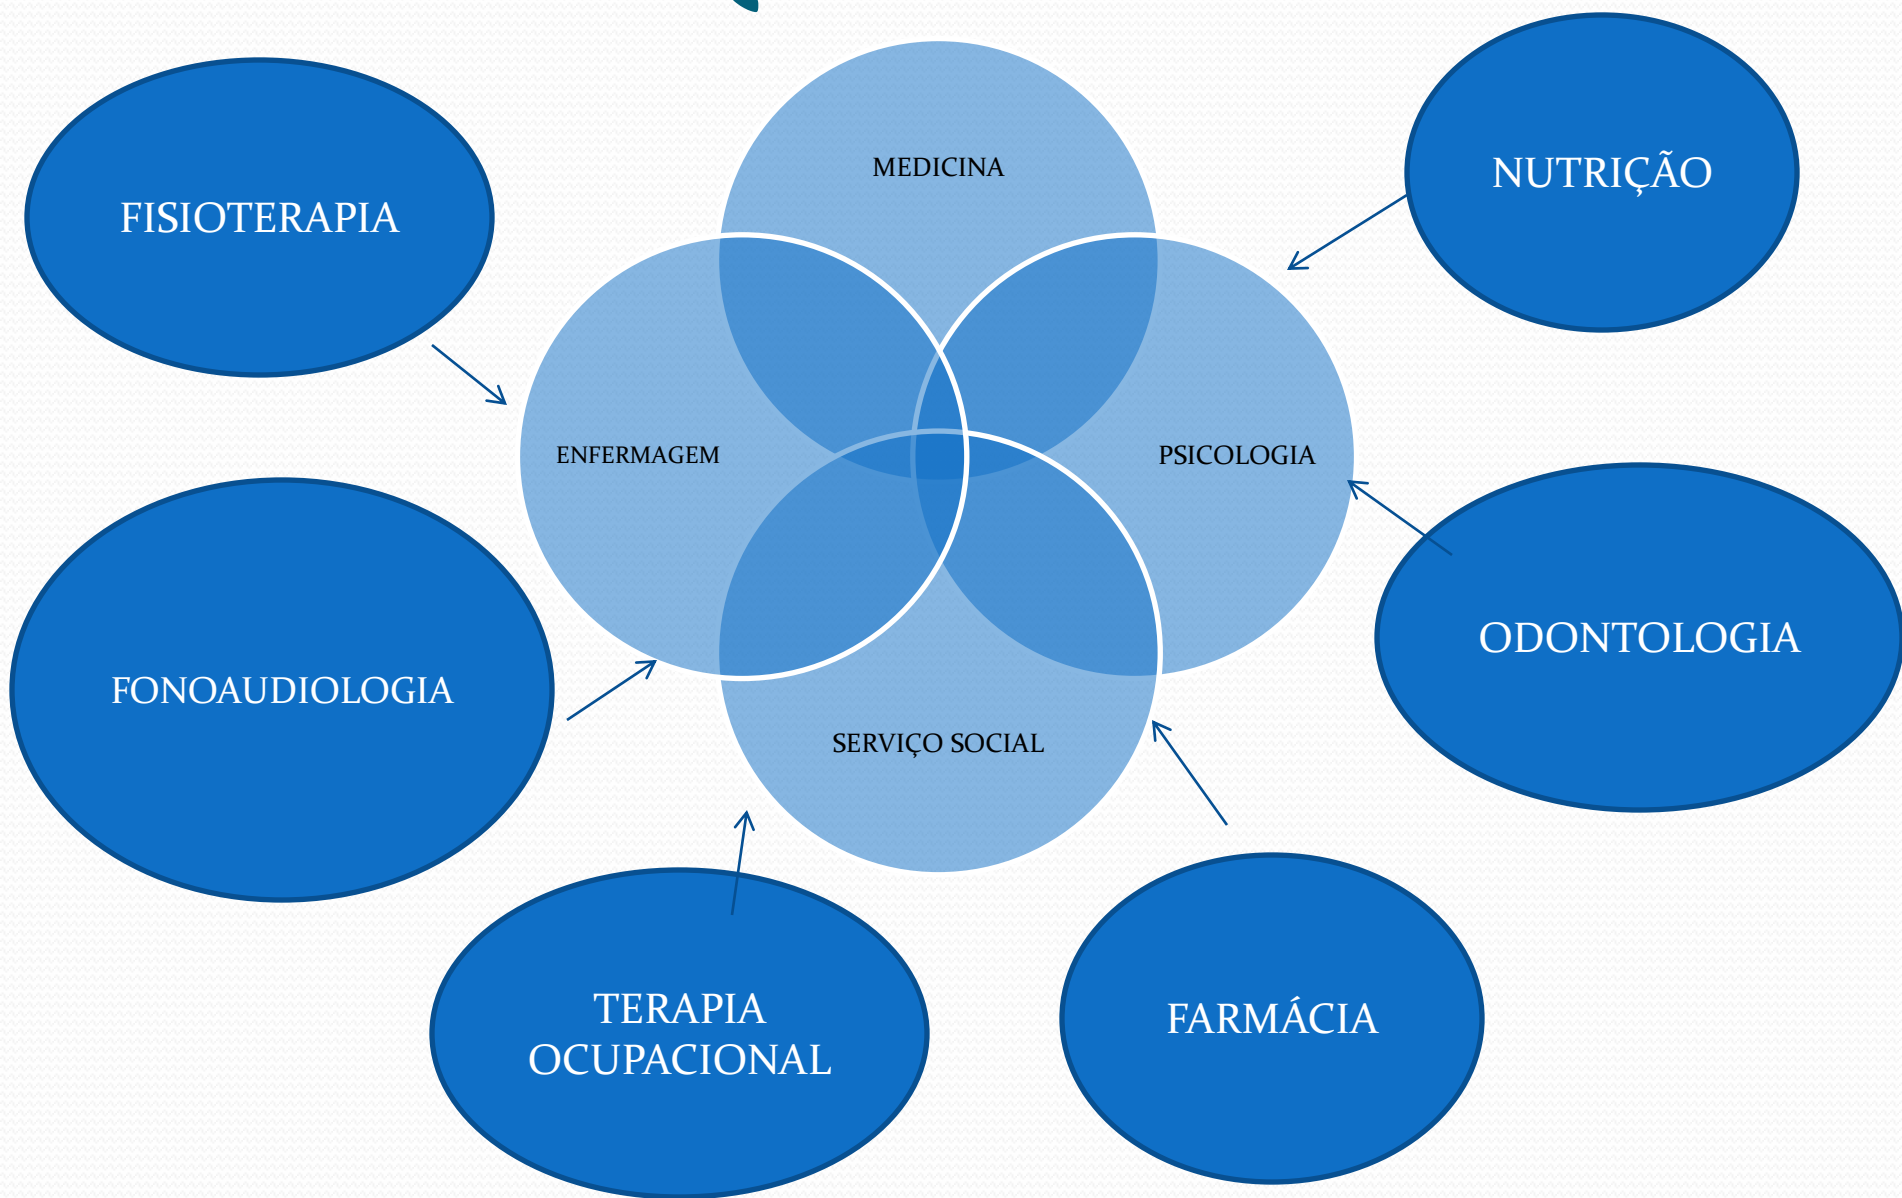 MEDICINA
NUTRIÇÃO
FISIOTERAPIA
ENFERMAGEM
PSICOLOGIA
ODONTOLOGIA
FONOAUDIOLOGIA
SERVIÇO SOCIAL
TERAPIA
OCUPACIONAL
FARMÁCIA